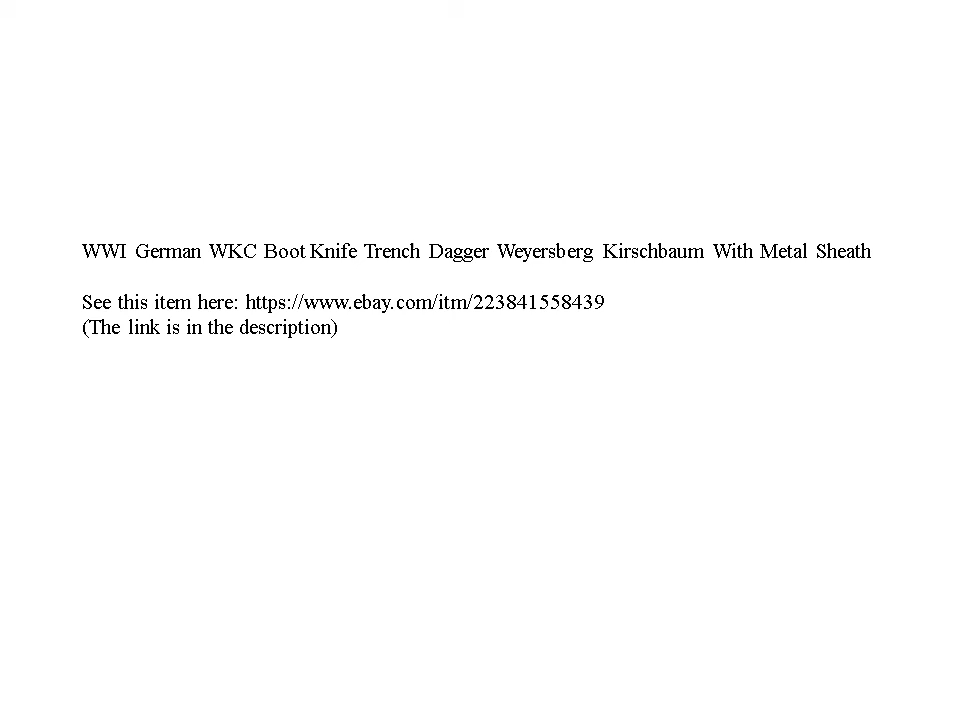 WWI German WKC Boot Knife Trench Dagger Weyersberg Kirschbaum With Metal Sheath
See this item here: https://www.ebay.com/itm/223841558439
(The link is in the description)